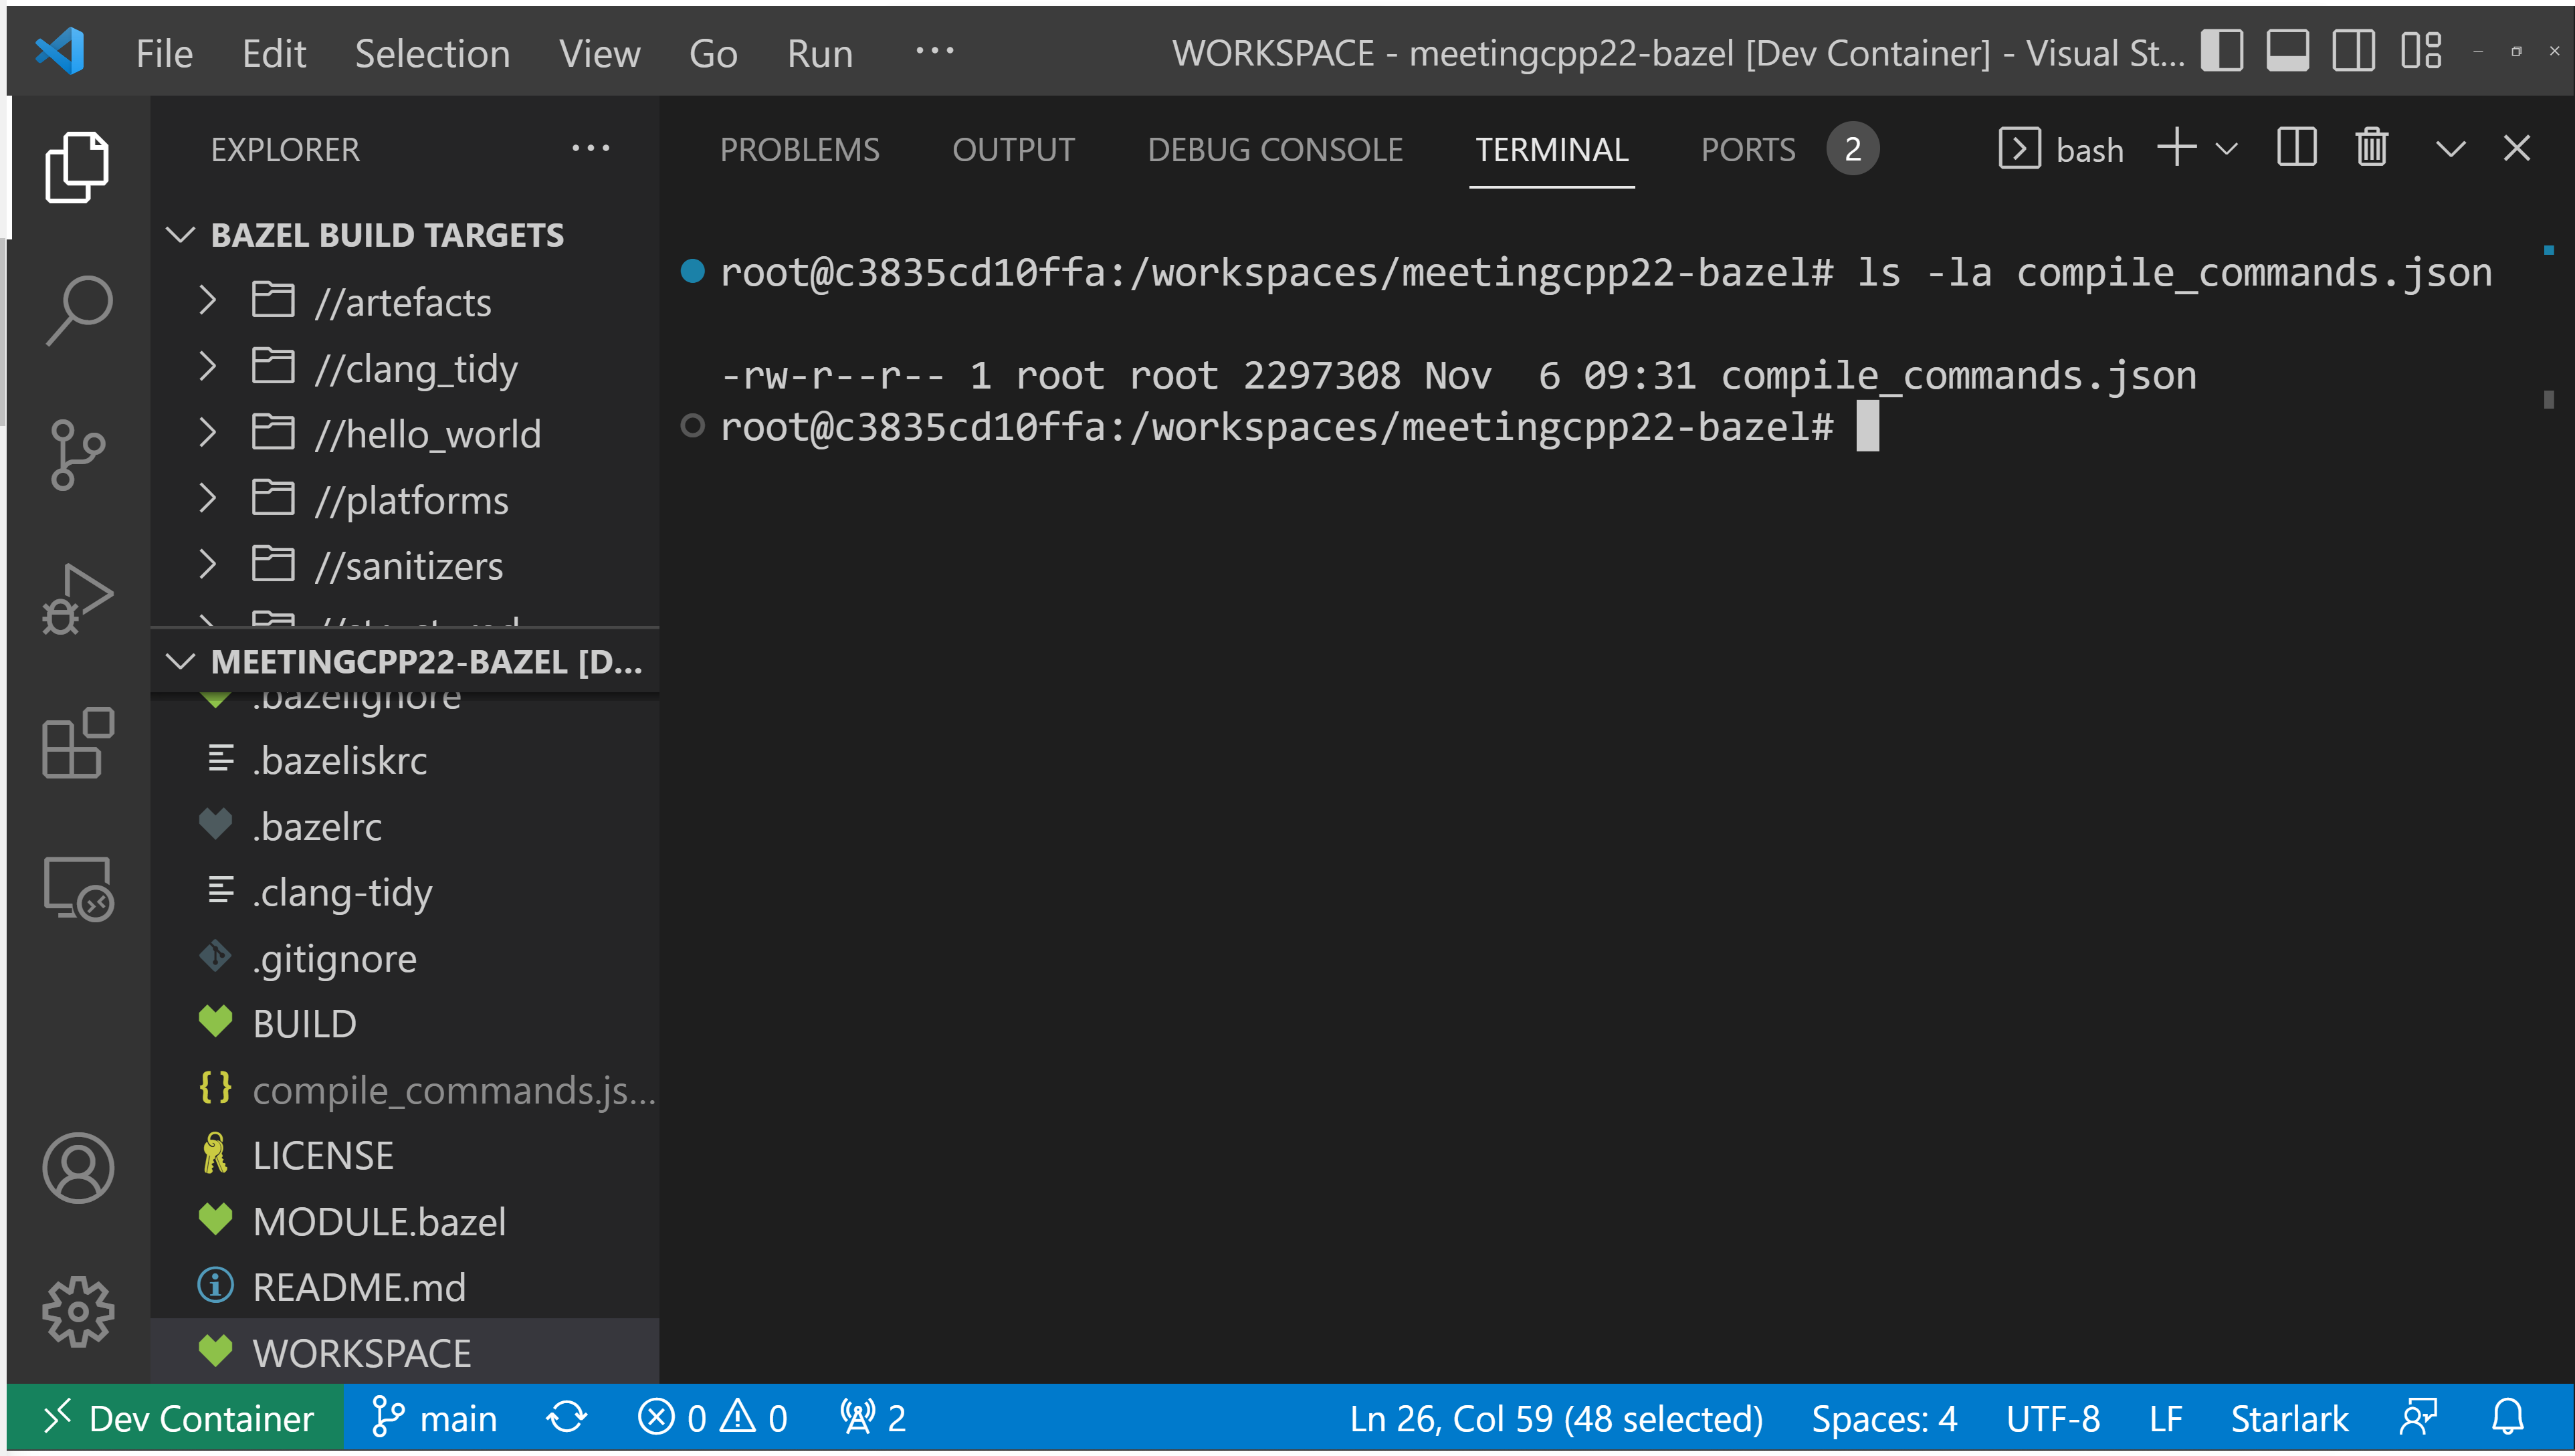 File Edit Selection View Go Run ... WORKSPACE - meetingcpp22-bazel [Dev Container] - Visual St...
EXPLORER ...
PROBLEMS OUTPUT DEBUG CONSOLE TERMINAL PORTS 2 bash
BAZEL BUILD TARGETS
//artefacts
//clang_tidy
//hello_world
//platforms
//sanitizers
MEETINGCPP22-BAZEL [D...
.bazelignore
.bazeliskrc
.bazelrc
.clang-tidy
.gitignore
BUILD
{} compile_commands.js...
LICENSE
MODULE.bazel
README.md
WORKSPACE
root@c3835cd10ffa:/workspaces/meetingcpp22-bazel# ls -la compile_commands.json
-rw-r--r-- 1 root root 2297308 Nov  6 09:31 compile_commands.json
root@c3835cd10ffa:/workspaces/meetingcpp22-bazel#
Dev Container main 0 0 2 Ln 26, Col 59 (48 selected) Spaces: 4 UTF-8 LF Starlark